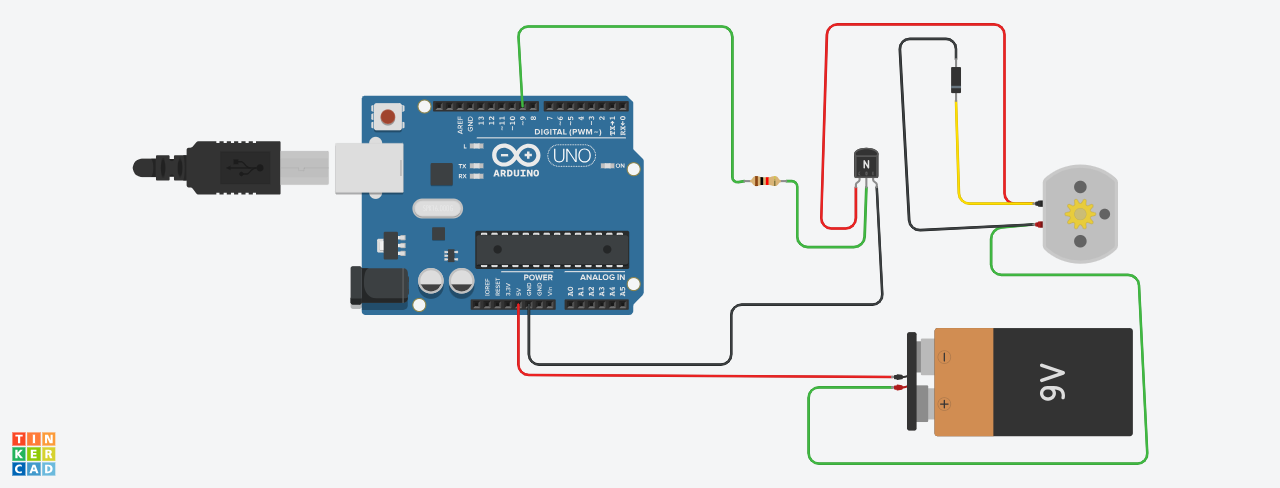 AREF
GND
13
12
~11
~10
~9
8
7
~6
~5
4
~3
2
TX→1
RX←0
DIGITAL (PWM~)
L
TX
RX
UNO
ON
ARDUINO
N
POWER
ANALOG IN
IOREF
RESET
3.3V
5V
GND
GND
Vin
A0
A1
A2
A3
A4
A5
9V
TIN
KER
CAD